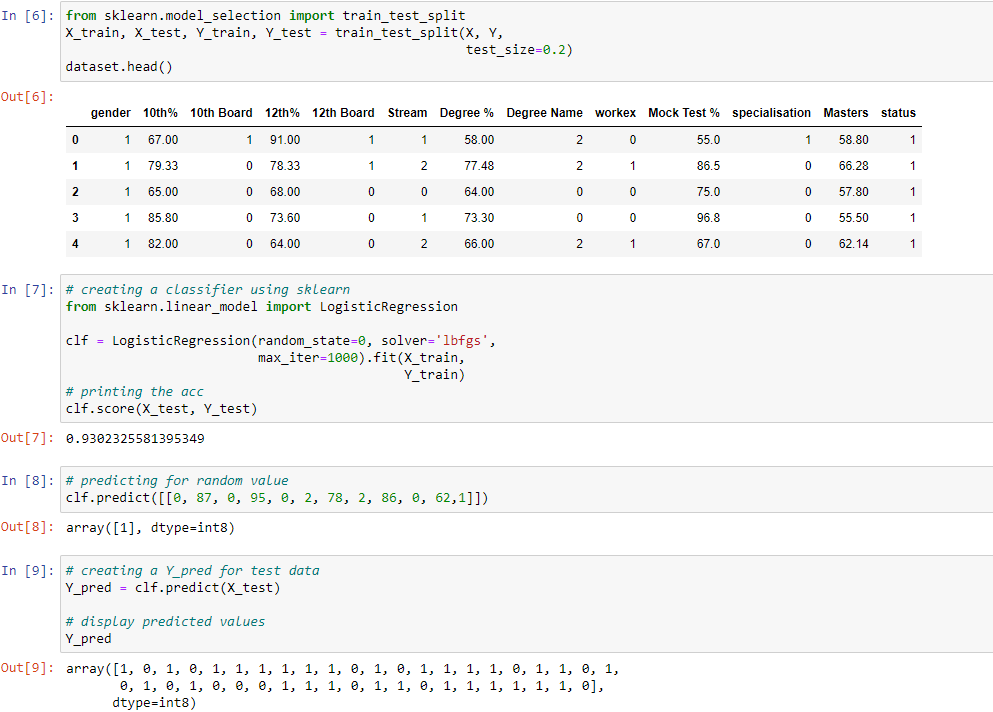 In [6]: from sklearn.model_selection import train_test_split
X_train, X_test, Y_train, Y_test = train_test_split(X, Y,
test_size=0.2)
dataset.head()
Out[6]:
gender 10th% 10th Board 12th% 12th Board Stream Degree % Degree Name workex Mock Test % specialisation Masters status
0 1 67.00 1 91.00 1 1 58.00 2 0 55.0 1 58.80 1
1 1 79.33 0 78.33 1 2 77.48 2 1 86.5 0 66.28 1
2 1 65.00 0 68.00 0 0 64.00 0 0 75.0 0 57.80 1
3 1 85.80 0 73.60 0 1 73.30 0 0 96.8 0 55.50 1
4 1 82.00 0 64.00 0 2 66.00 2 1 67.0 0 62.14 1
In [7]: # creating a classifier using sklearn
from sklearn.linear_model import LogisticRegression
clf = LogisticRegression(random_state=0, solver='lbfgs',
max_iter=1000).fit(X_train,
Y_train)
# printing the acc
clf.score(X_test, Y_test)
Out[7]: 0.9302325581395349
In [8]: # predicting for random value
clf.predict([[0, 87, 0, 95, 0, 2, 78, 2, 86, 0, 62,1]])
Out[8]: array([1], dtype=int8)
In [9]: # creating a Y_pred for test data
Y_pred = clf.predict(X_test)
# display predicted values
Y_pred
Out[9]: array([1, 0, 1, 0, 1, 1, 1, 1, 1, 1, 0, 1, 0, 1, 1, 1, 1, 0, 1, 1, 0, 1,
0, 1, 0, 1, 0, 0, 0, 1, 1, 1, 0, 1, 1, 0, 1, 1, 1, 1, 1, 1, 0],
dtype=int8)